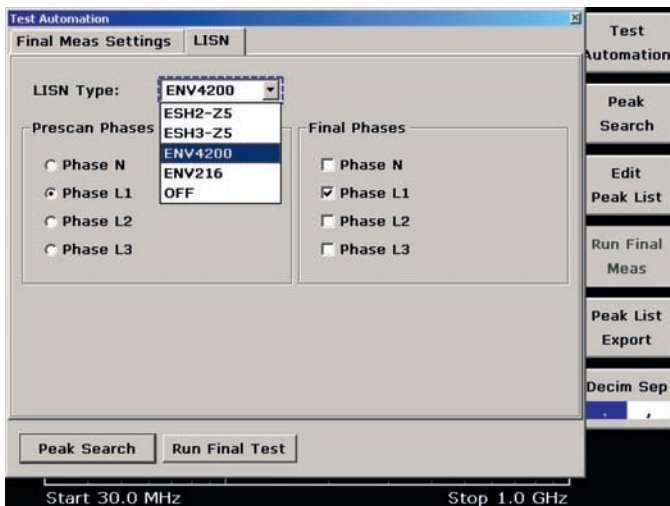 Test Automation
Final Meas Settings
LISN
LISN Type:
ENV4200
ESH2-Z5
ESH3-Z5
ENV4200
ENV216
OFF
Prescan Phases
Phase N
Phase L1
Phase L2
Phase L3
Final Phases
Phase N
Phase L1
Phase L2
Phase L3
Peak Search
Run Final Test
Start 30.0 MHz
Stop 1.0 GHz
Test
Automation
Peak
Search
Edit
Peak List
Run Final
Meas
Peak List
Export
Decim Sep
. ,